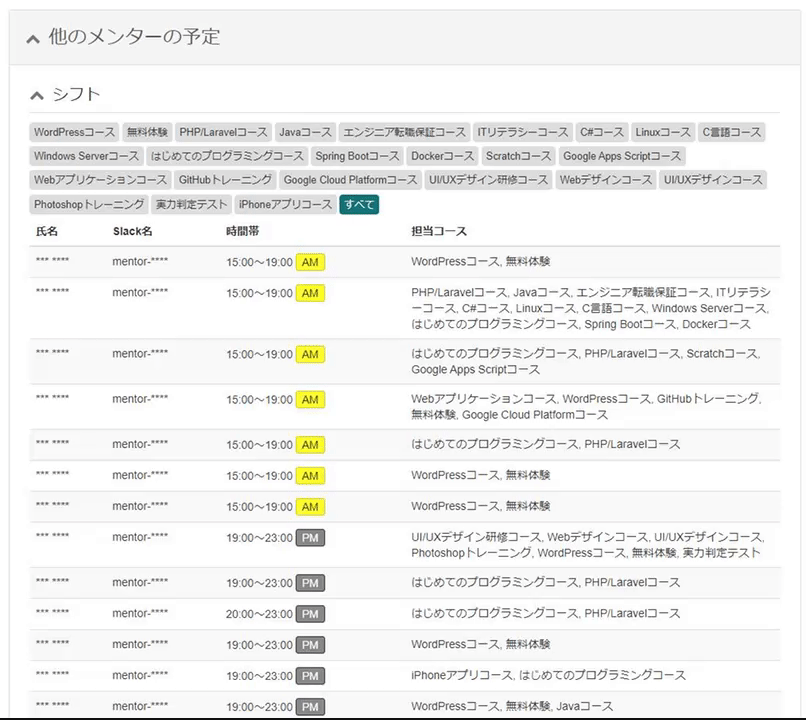 他のメンターの予定
シフト
WordPressコース 無料体験 PHP/Laravelコース Javaコース エンジニア転職保証コース ITリテラシーコース C#コース Linuxコース C言語コース
Windows Serverコース はじめてのプログラミングコース Spring Bootコース Dockerコース Scratchコース Google Apps Scriptコース
Webアプリケーションコース GitHubトレーニング Google Cloud Platformコース UI/UXデザイン研修コース Webデザインコース UI/UXデザインコース
Photoshopトレーニング 実力判定テスト iPhoneアプリコース すべて
氏名 Slack名 時間帯 担当コース
*** **** mentor-**** 15:00～19:00 AM WordPressコース, 無料体験
*** **** mentor-**** 15:00～19:00 AM PHP/Laravelコース, Javaコース, エンジニア転職保証コース, ITリテラシ
ーコース, C#コース, Linuxコース, C言語コース, Windows Serverコース,
はじめてのプログラミングコース, Spring Bootコース, Dockerコース
*** **** mentor-**** 15:00～19:00 AM はじめてのプログラミングコース, PHP/Laravelコース, Scratchコース,
Google Apps Scriptコース
*** **** mentor-**** 15:00～19:00 AM Webアプリケーションコース, WordPressコース, GitHubトレーニング,
無料体験, Google Cloud Platformコース
*** **** mentor-**** 15:00～19:00 AM はじめてのプログラミングコース, PHP/Laravelコース
*** **** mentor-**** 15:00～19:00 AM WordPressコース, 無料体験
*** **** mentor-**** 15:00～19:00 AM WordPressコース, 無料体験
*** **** mentor-**** 19:00～23:00 PM UI/UXデザイン研修コース, Webデザインコース, UI/UXデザインコース,
Photoshopトレーニング, WordPressコース, 無料体験, 実力判定テスト
*** **** mentor-**** 19:00～23:00 PM はじめてのプログラミングコース, PHP/Laravelコース
*** **** mentor-**** 20:00～23:00 PM はじめてのプログラミングコース, PHP/Laravelコース
*** **** mentor-**** 19:00～23:00 PM WordPressコース, 無料体験
*** **** mentor-**** 19:00～23:00 PM iPhoneアプリコース, はじめてのプログラミングコース
*** **** mentor-**** 19:00～23:00 PM WordPressコース, 無料体験, Javaコース